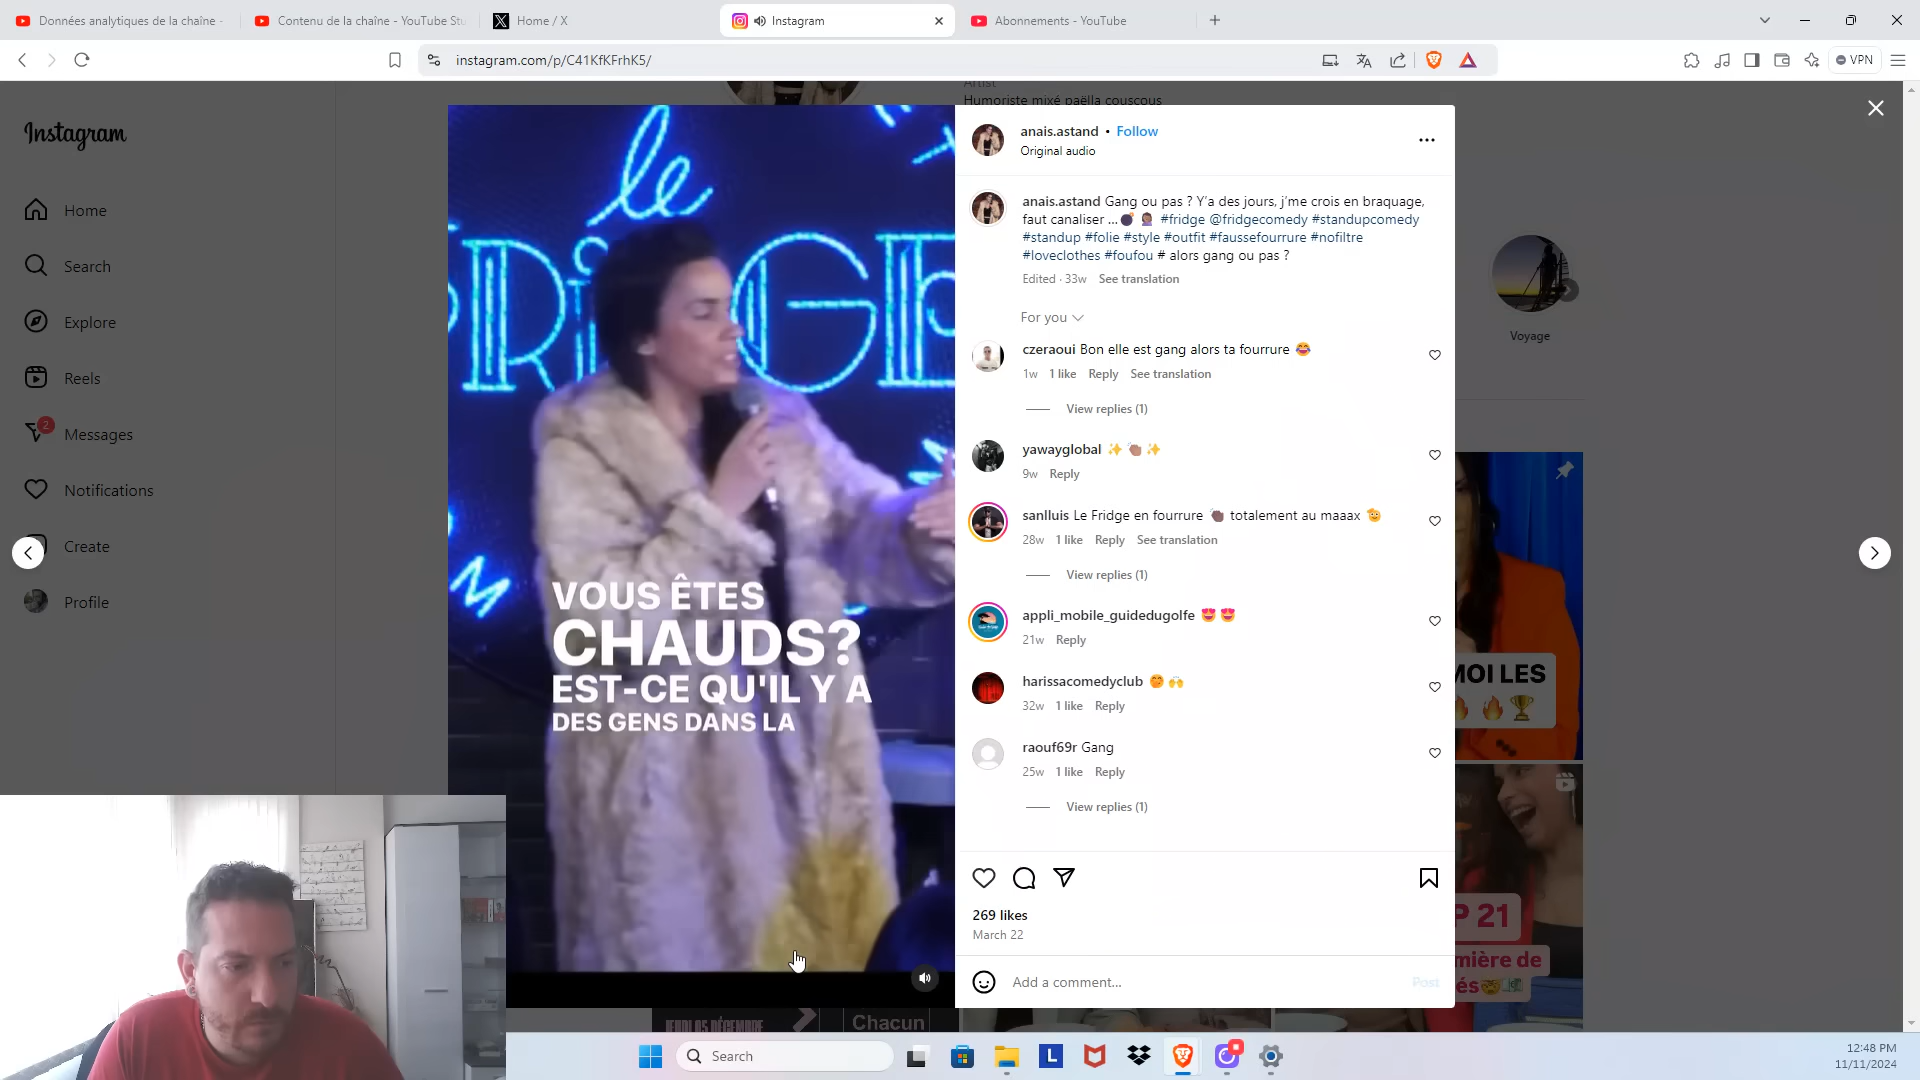 Données analytiques de la chaîne -
Contenu de la chaîne - YouTube Stu
Home / X
Instagram
Abonnements - YouTube
instagram.com/p/C41KfKFrhK5/
VPN
Artist
Humoriste mixé paëlla couscous
Instagram
Home
Search
Explore
Reels
2
Messages
Notifications
Create
Profile
le
FRIDGE
VOUS ÊTES
CHAUDS?
EST-CE QU'IL Y A
DES GENS DANS LA
anais.astand • Follow
Original audio
anais.astand Gang ou pas ? Y'a des jours, j'me crois en braquage,
faut canaliser ...💣 🤦🏽‍♀️ #fridge @fridgecomedy #standupcomedy
#standup #folie #style #outfit #faussefourrure #nofiltre
#loveclothes #foufou # alors gang ou pas ?
Edited · 33w See translation
For you
czeraoui Bon elle est gang alors ta fourrure 😂
1w 1 like Reply See translation
View replies (1)
yawayglobal ✨ 👏🏽 ✨
9w Reply
sanlluis Le Fridge en fourrure 👏🏿 totalement au maaax 🫡
28w 1 like Reply See translation
View replies (1)
appli_mobile_guidedugolfe 😍 😍
21w Reply
harissacomedyclub 🤭 🙌
32w 1 like Reply
raouf69r Gang
25w 1 like Reply
View replies (1)
269 likes
March 22
Add a comment...
Post
Voyage
MOI LES
🔥 🔥 🏆
P 21
mière de
és
JEUDI 05 DÉCEMBRE
Chacun
Search
L
12:48 PM
11/11/2024